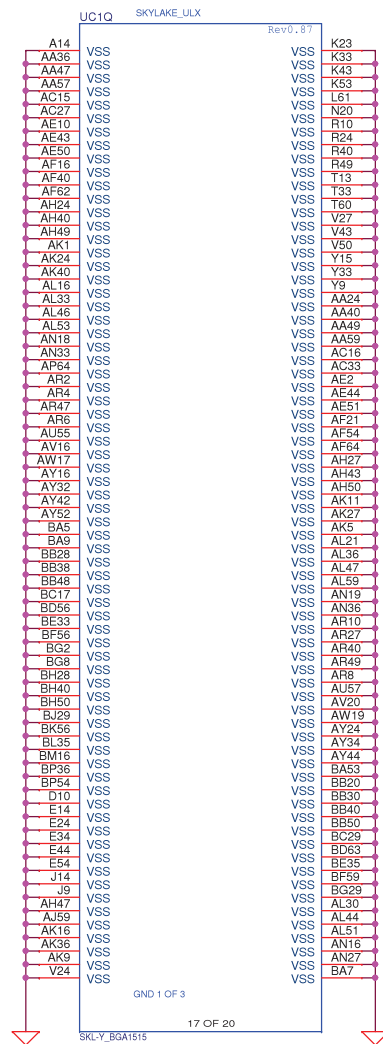 UC1Q SKYLAKE_ULX
Rev0.87
A14 VSS VSS K23
AA36 VSS VSS K33
AA47 VSS VSS K43
AA57 VSS VSS K53
AC15 VSS VSS L61
AC27 VSS VSS N20
AE10 VSS VSS R10
AE43 VSS VSS R24
AE50 VSS VSS R40
AF16 VSS VSS R49
AF40 VSS VSS T13
AF62 VSS VSS T33
AH24 VSS VSS T60
AH40 VSS VSS V27
AH49 VSS VSS V43
AK1 VSS VSS V50
AK24 VSS VSS Y15
AK40 VSS VSS Y33
AL16 VSS VSS Y9
AL33 VSS VSS AA24
AL46 VSS VSS AA40
AL53 VSS VSS AA49
AN18 VSS VSS AA59
AN33 VSS VSS AC16
AP64 VSS VSS AC33
AR2 VSS VSS AE2
AR4 VSS VSS AE44
AR47 VSS VSS AE51
AR6 VSS VSS AF21
AU55 VSS VSS AF54
AV16 VSS VSS AF64
AW17 VSS VSS AH27
AY16 VSS VSS AH43
AY32 VSS VSS AH50
AY42 VSS VSS AK11
AY52 VSS VSS AK27
BA5 VSS VSS AK5
BA9 VSS VSS AL21
BB28 VSS VSS AL36
BB38 VSS VSS AL47
BB48 VSS VSS AL59
BC17 VSS VSS AN19
BD56 VSS VSS AN36
BE33 VSS VSS AR10
BF56 VSS VSS AR27
BG2 VSS VSS AR40
BG8 VSS VSS AR49
BH28 VSS VSS AR8
BH40 VSS VSS AU57
BH50 VSS VSS AV20
BJ29 VSS VSS AW19
BK56 VSS VSS AY24
BL35 VSS VSS AY34
BM16 VSS VSS AY44
BP36 VSS VSS BA53
BP54 VSS VSS BB20
D10 VSS VSS BB30
E14 VSS VSS BB40
E24 VSS VSS BB50
E34 VSS VSS BC29
E44 VSS VSS BD63
E54 VSS VSS BE35
J14 VSS VSS BF59
J9 VSS VSS BG29
AH47 VSS VSS AL30
AJ59 VSS VSS AL44
AK16 VSS VSS AL51
AK36 VSS VSS AN16
AK9 VSS VSS AN27
V24 VSS VSS BA7
GND 1 OF 3
17 OF 20
SKL-Y_BGA1515